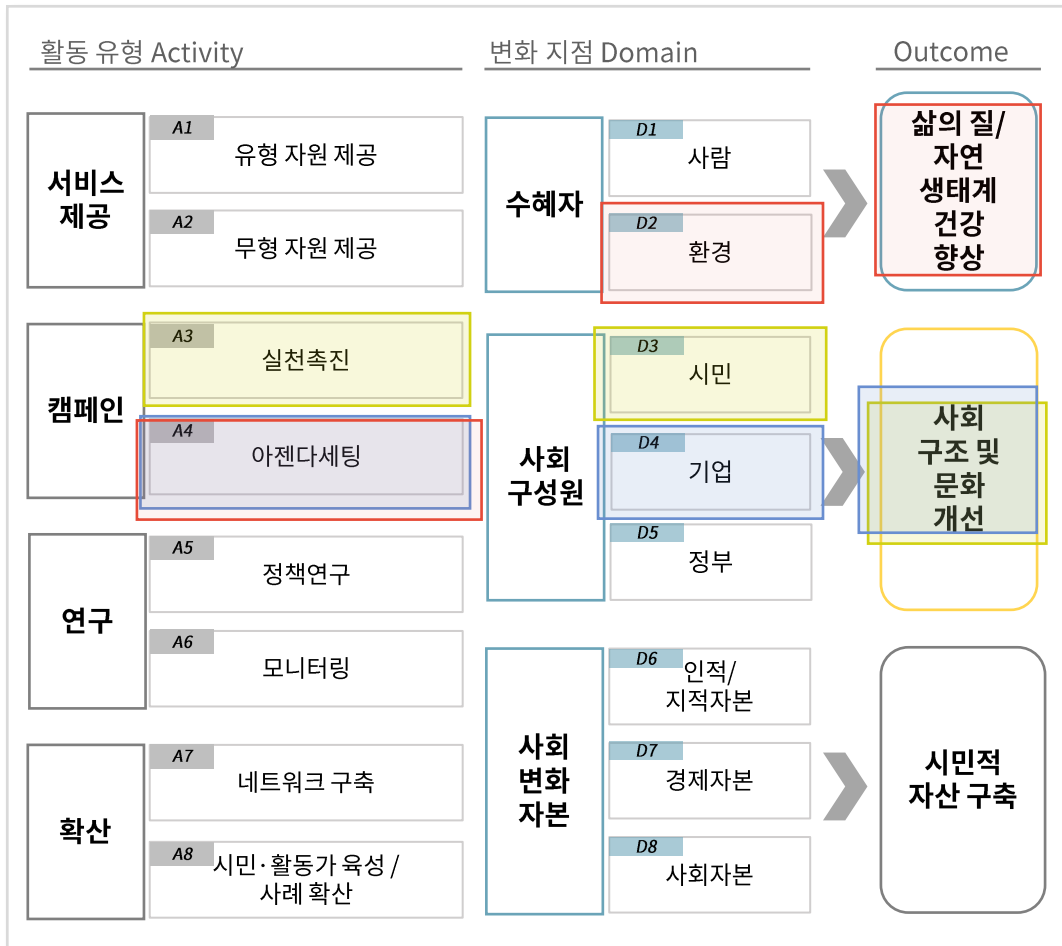 활동 유형 Activity
변화 지점 Domain
Outcome
서비스
제공
A1
유형 자원 제공
A2
무형 자원 제공
캠페인
A3
실천촉진
A4
아젠다세팅
연구
A5
정책연구
A6
모니터링
확산
A7
네트워크 구축
A8
시민·활동가 육성 /
사례 확산
수혜자
D1
사람
D2
환경
사회
구성원
D3
시민
D4
기업
D5
정부
사회
변화
자본
D6
인적/
지적자본
D7
경제자본
D8
사회자본
삶의 질/
자연
생태계
건강
향상
사회
구조 및
문화
개선
시민적
자산 구축